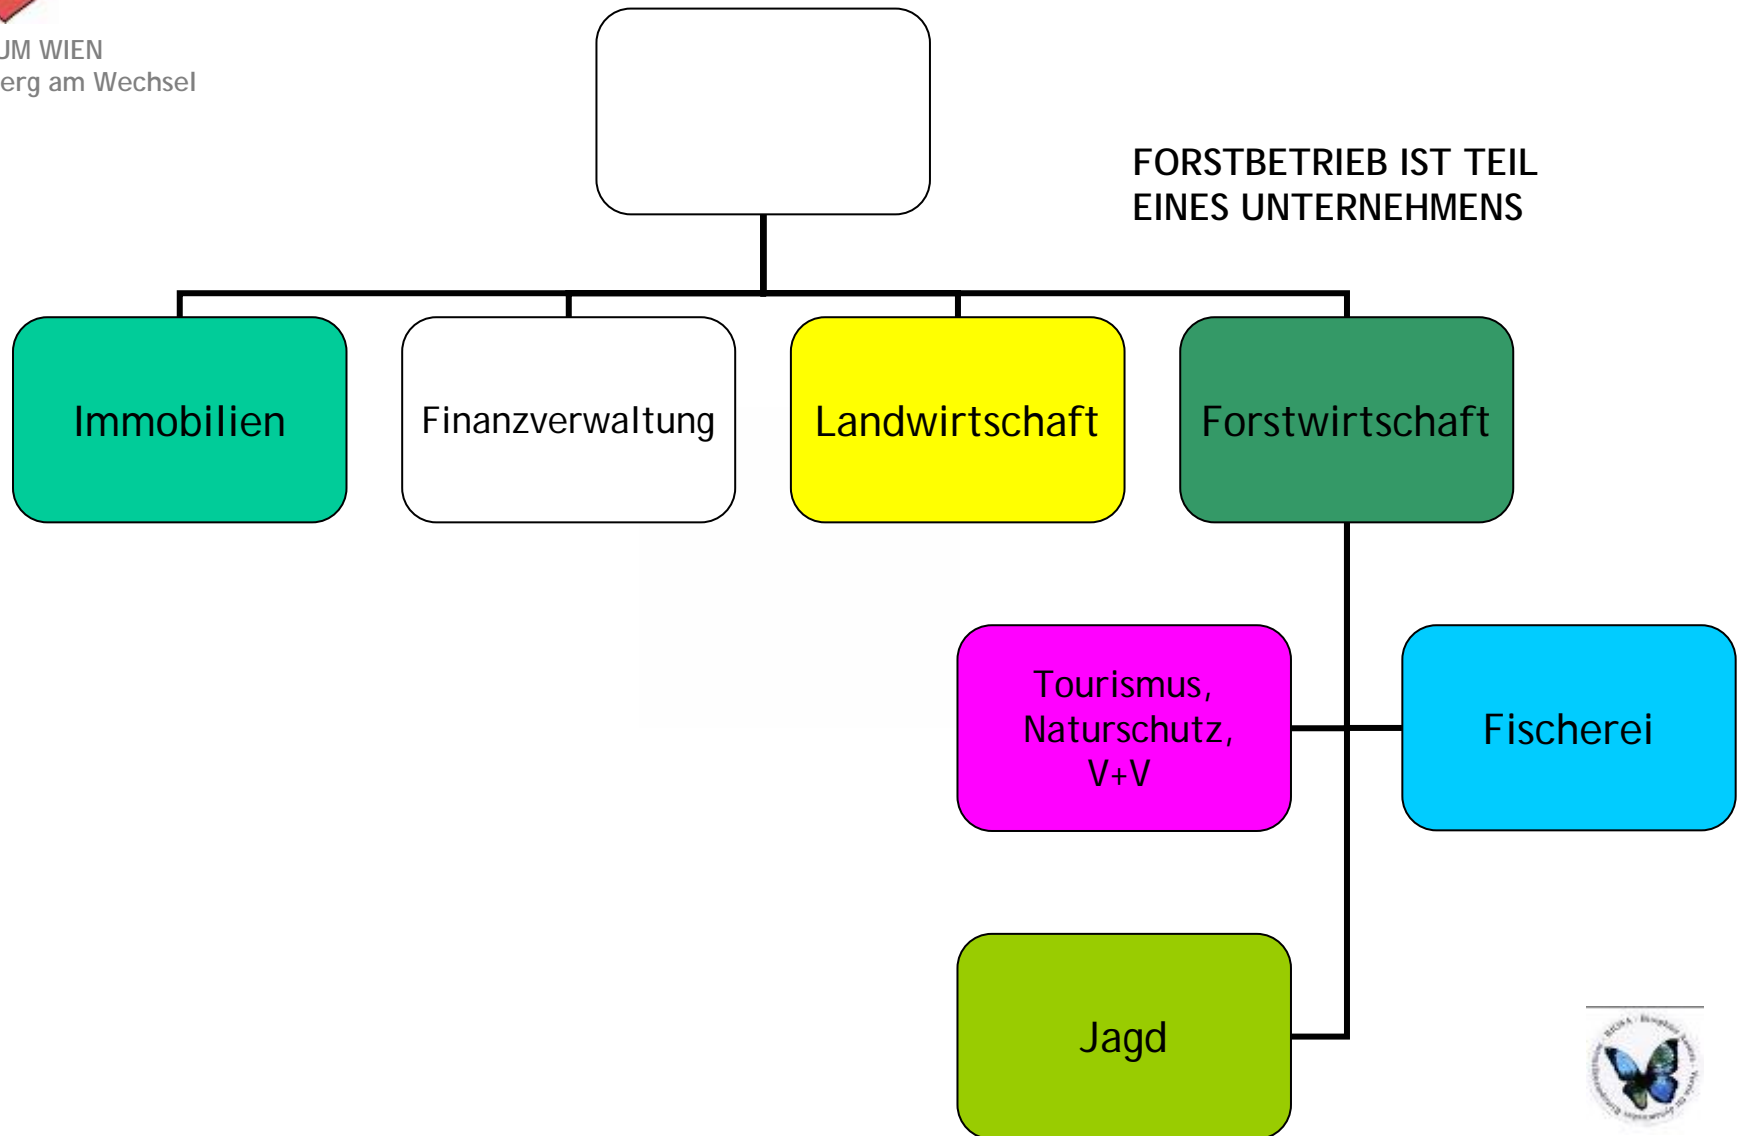 UM WIEN
erg am Wechsel
FORSTBETRIEB IST TEIL
EINES UNTERNEHMENS
Immobilien
Finanzverwaltung
Landwirtschaft
Forstwirtschaft
Tourismus,
Naturschutz,
V+V
Fischerei
Jagd